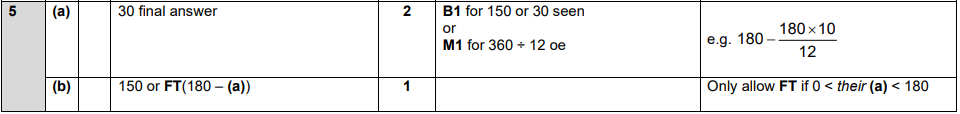 5 (a) 30 final answer 2 B1 for 150 or 30 seen
or
M1 for 360 ÷ 12 oe
e.g. 180 – 180 × 10 / 12
(b) 150 or FT(180 – (a)) 1 Only allow FT if 0 < their (a) < 180